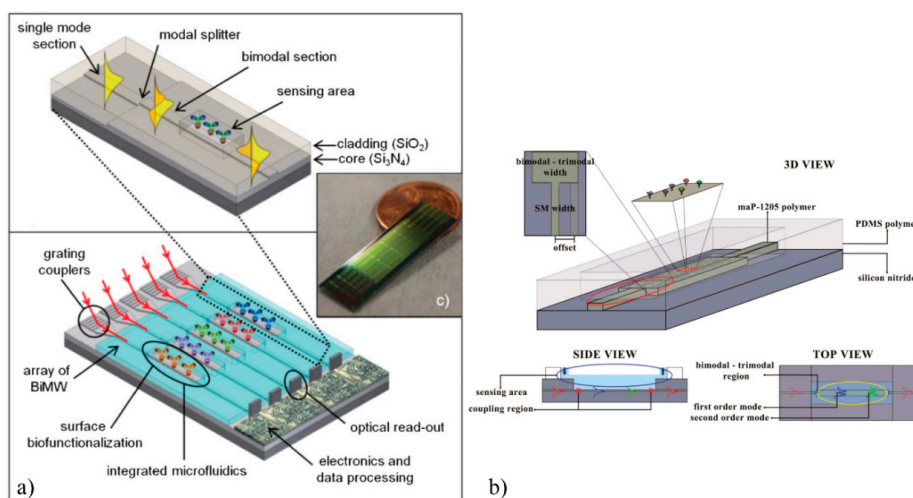 single mode
section
modal splitter
bimodal section
sensing area
cladding (SiO₂)
core (Si₃N₄)
grating
couplers
c)
array of
BiMW
surface
biofunctionalization
integrated microfluidics
optical read-out
electronics and
data processing
a)
bimodal - trimodal
width
SM width
offset
3D VIEW
maP-1205 polymer
PDMS polymer
silicon nitride
SIDE VIEW
sensing area
coupling region
TOP VIEW
bimodal - trimodal
region
first order mode
second order mode
b)